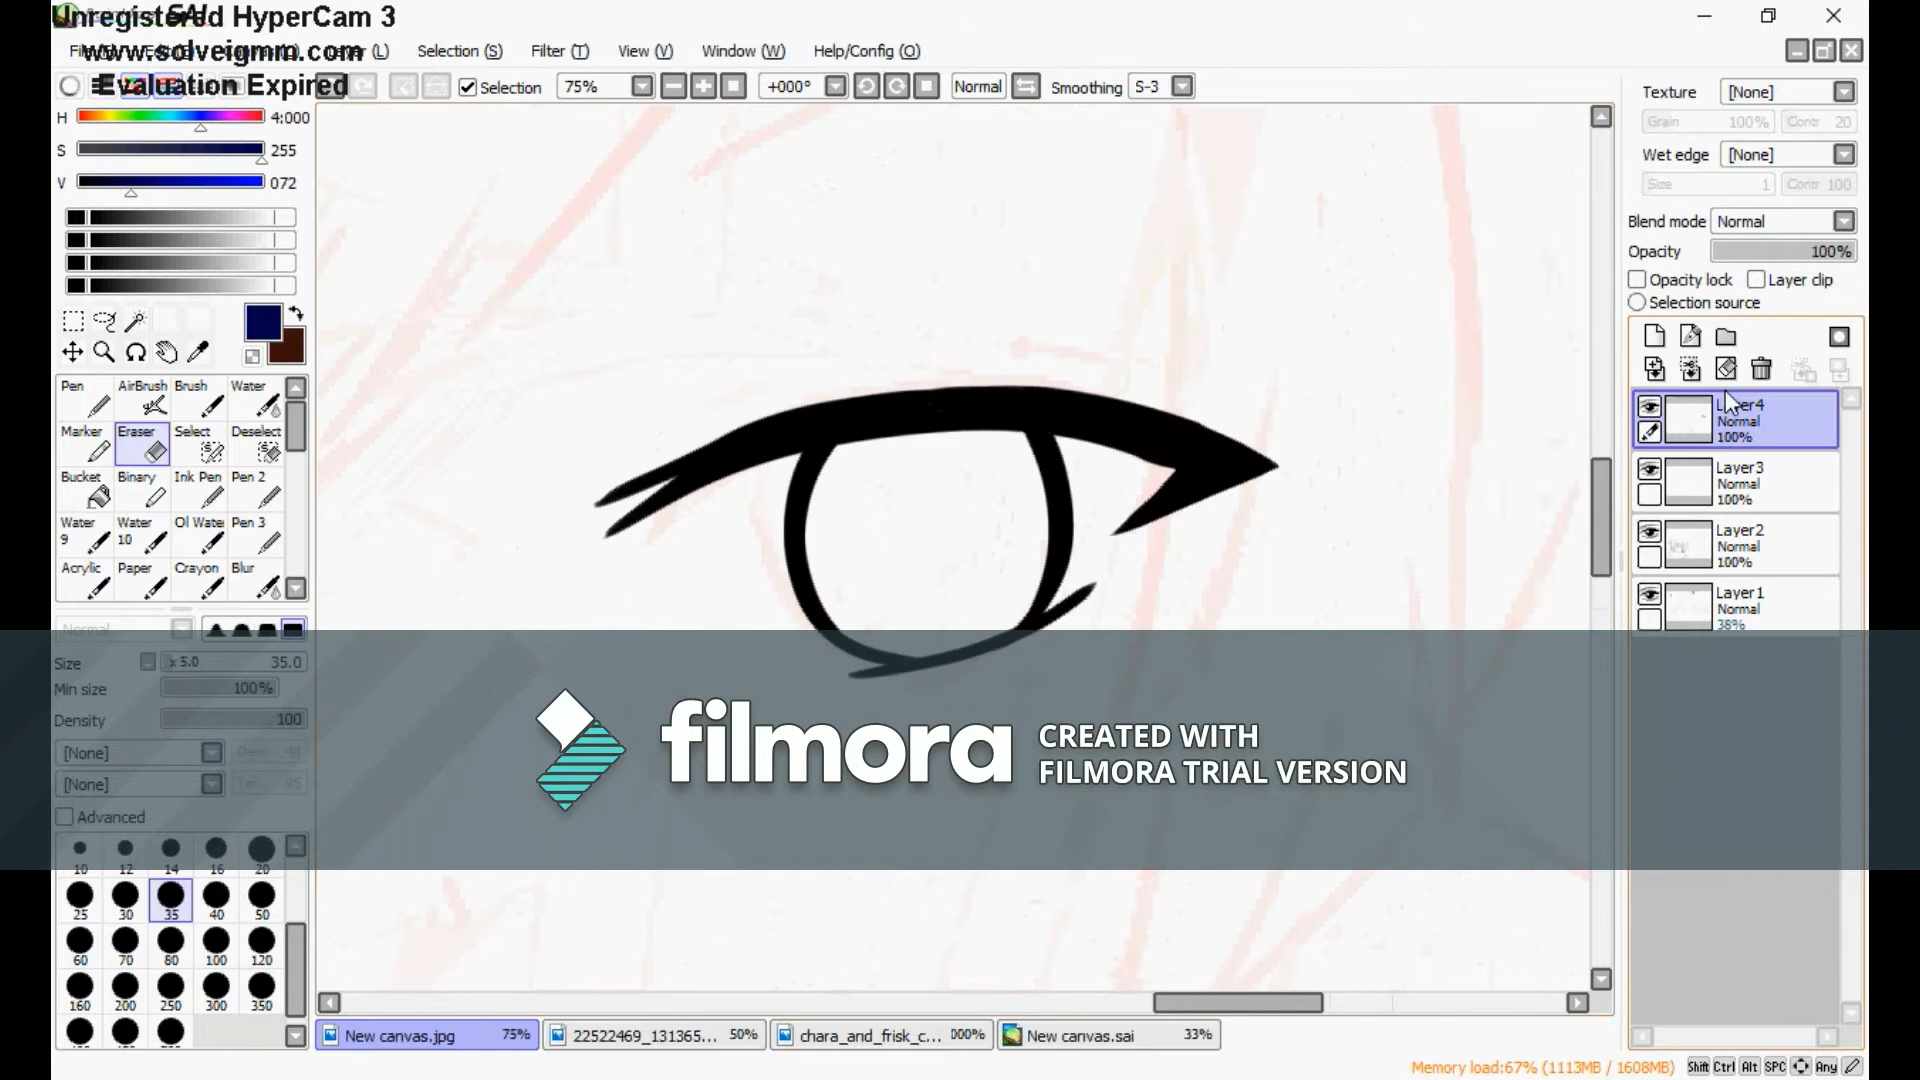 Unregistered HyperCam 3
www.solveigmm.com
Evaluation Expired
(L) Selection (S) Filter (T) View (V) Window (W) Help/Config (O)
Selection 75% +000° Normal Smoothing S-3
H 4:000
S 255
V 072
Pen AirBrush Brush Water
Marker Eraser Select Deselect
Bucket Binary Ink Pen Pen 2
Water 9 Water 10 Ol Wate Pen 3
Acrylic Paper Crayon Blur
Normal
Size x 5.0 35.0
Min size 100%
Density 100
[None]
[None]
Advanced
10 12 14 16 20
25 30 35 40 50
60 70 80 100 120
160 200 250 300 350
Texture [None]
Grain 100% Contr 20
Wet edge [None]
Size 1 Contr 100
Blend mode Normal
Opacity 100%
Opacity lock Layer clip
Selection source
Layer4
Normal
100%
Layer3
Normal
100%
Layer2
Normal
100%
Layer1
Normal
38%
filmora
CREATED WITH
FILMORA TRIAL VERSION
New canvas.jpg 75% 22522469_131365... 50% chara_and_frisk_c... 000% New canvas.sai 33%
Memory load:67% (1113MB / 1608MB) Shift Ctrl Alt SPC Any